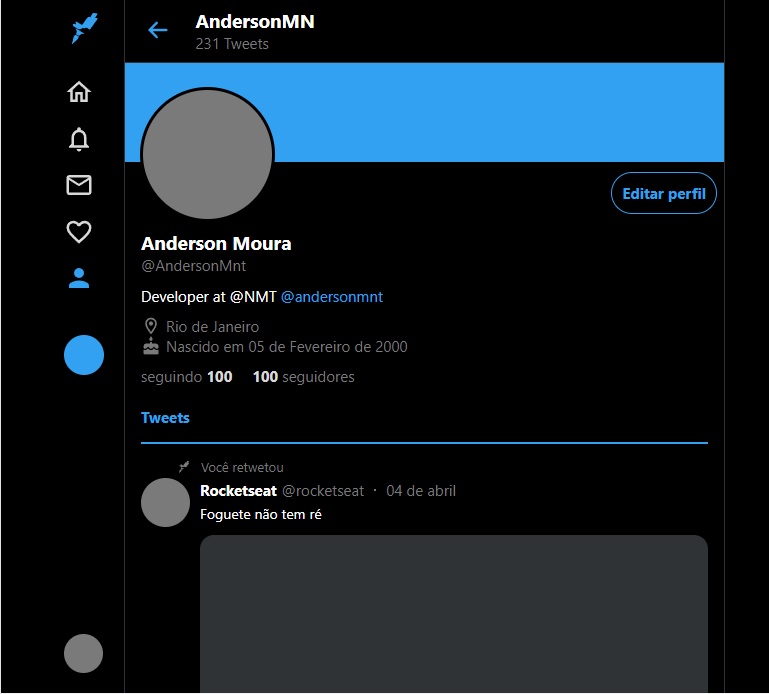 AndersonMN
231 Tweets
Editar perfil
Anderson Moura
@AndersonMnt
Developer at @NMT @andersonmnt
Rio de Janeiro
Nascido em 05 de Fevereiro de 2000
seguindo 100 100 seguidores
Tweets
Você retwetou
Rocketseat @rocketseat · 04 de abril
Foguete não tem ré